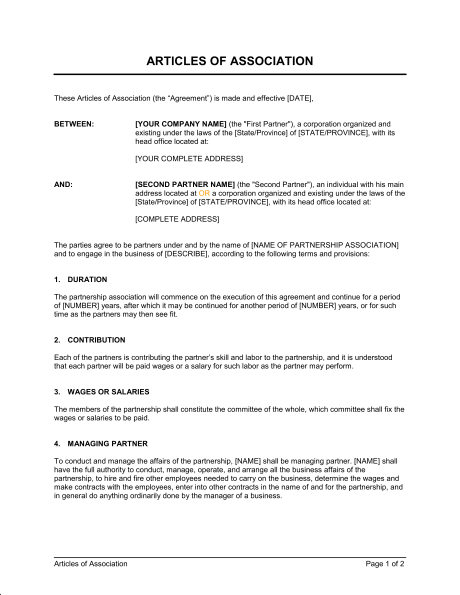 ARTICLES OF ASSOCIATION
These Articles of Association (the “Agreement”) is made and effective [DATE],
BETWEEN: [YOUR COMPANY NAME] (the "First Partner"), a corporation organized and
existing under the laws of the [State/Province] of [STATE/PROVINCE], with its
head office located at:
[YOUR COMPLETE ADDRESS]
AND: [SECOND PARTNER NAME] (the "Second Partner"), an individual with his main
address located at OR a corporation organized and existing under the laws of the
[State/Province] of [STATE/PROVINCE], with its head office located at:
[COMPLETE ADDRESS]
The parties agree to be partners under and by the name of [NAME OF PARTNERSHIP ASSOCIATION]
and to engage in the business of [DESCRIBE], according to the following terms and provisions:
1. DURATION
The partnership association will commence on the execution of this agreement and continue for a period
of [NUMBER] years, after which it may be continued for another period of [NUMBER] years, or for such
time as the partners may then see fit.
2. CONTRIBUTION
Each of the partners is contributing the partner’s skill and labor to the partnership, and it is understood
that each partner will be paid wages or a salary for such labor as the partner may perform.
3. WAGES OR SALARIES
The members of the partnership shall constitute the committee of the whole, which committee shall fix the
wages or salaries to be paid.
4. MANAGING PARTNER
To conduct and manage the affairs of the partnership, [NAME] shall be managing partner. [NAME] shall
have the full authority to conduct, manage, operate, and arrange all the business affairs of the
partnership, to hire and fire other employees needed to carry on the business, determine the wages and
make contracts with the employees, enter into other contracts in the name of and for the partnership, and
in general do anything ordinarily done by the manager of a business.
Articles of Association Page 1 of 2